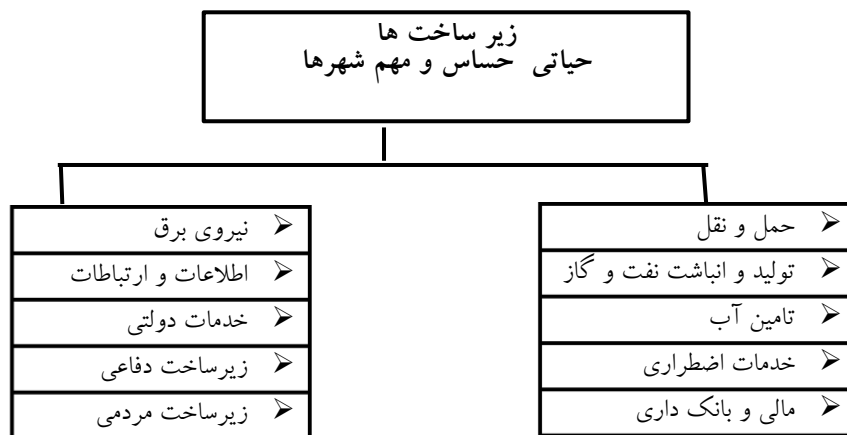 زیر ساخت ها
حیاتی حساس و مهم شهرها
حمل و نقل
تولید و انباشت نفت و گاز
تامین آب
خدمات اضطراری
مالی و بانک داری
نیروی برق
اطلاعات و ارتباطات
خدمات دولتی
زیرساخت دفاعی
زیرساخت مردمی